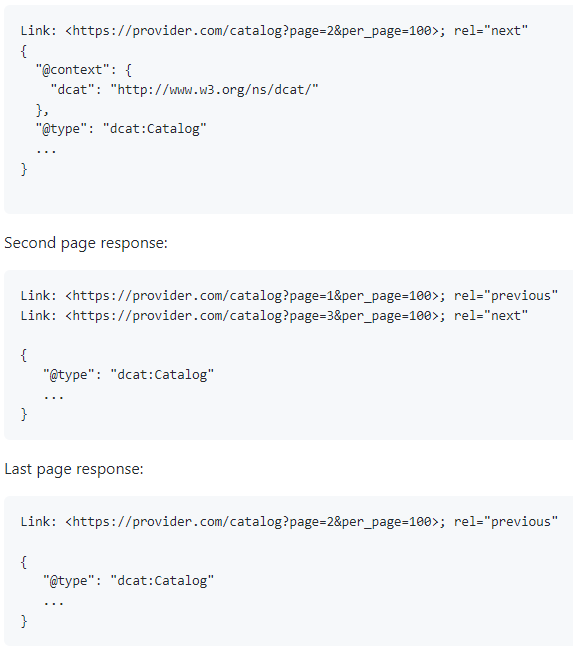 Link: <https://provider.com/catalog?page=2&per_page=100>; rel="next"
{
  "@context": {
    "dcat": "http://www.w3.org/ns/dcat/"
  },
  "@type": "dcat:Catalog"
  ...
}
Second page response:
Link: <https://provider.com/catalog?page=1&per_page=100>; rel="previous"
Link: <https://provider.com/catalog?page=3&per_page=100>; rel="next"
{
   "@type": "dcat:Catalog"
   ...
}
Last page response:
Link: <https://provider.com/catalog?page=2&per_page=100>; rel="previous"
{
   "@type": "dcat:Catalog"
   ...
}